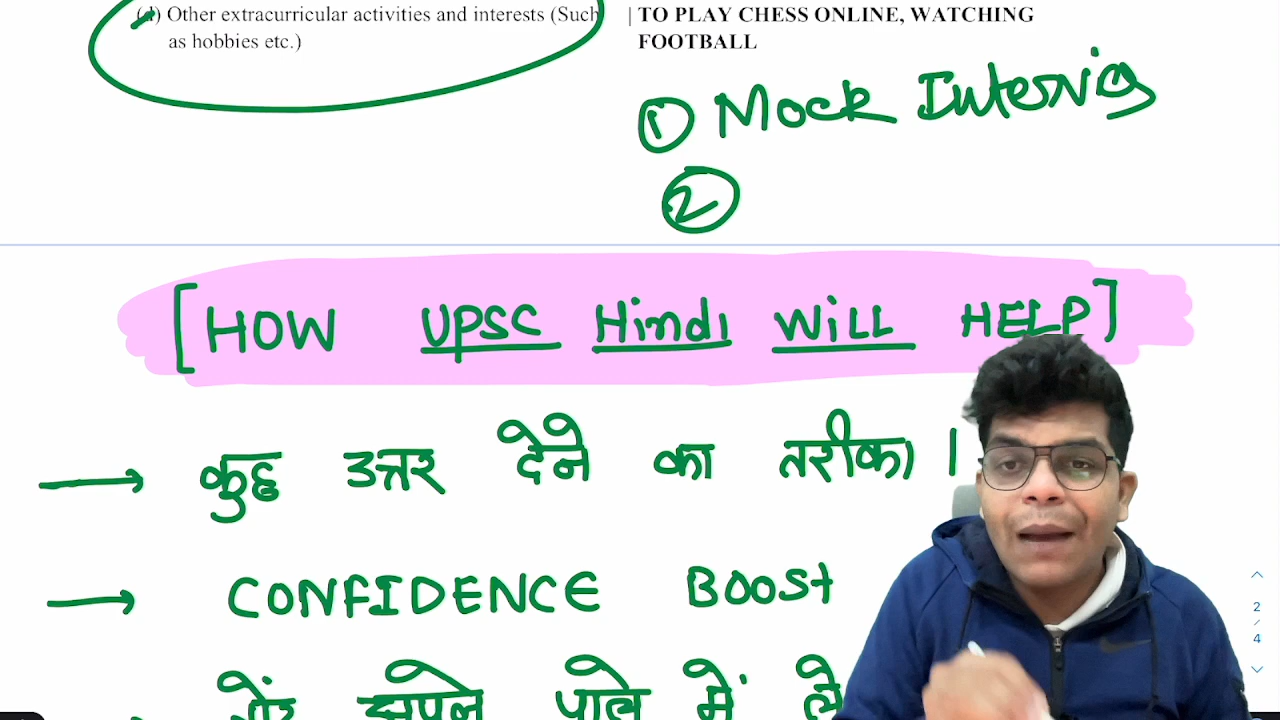 (d) Other extracurricular activities and interests (Such
as hobbies etc.)
| TO PLAY CHESS ONLINE, WATCHING
FOOTBALL
① Mock Interview
②
[HOW UPSC Hindi WILL HELP]
→ कुछ उत्तर देने का तरीका।
→ CONFIDENCE BOOST
में
2
/
4